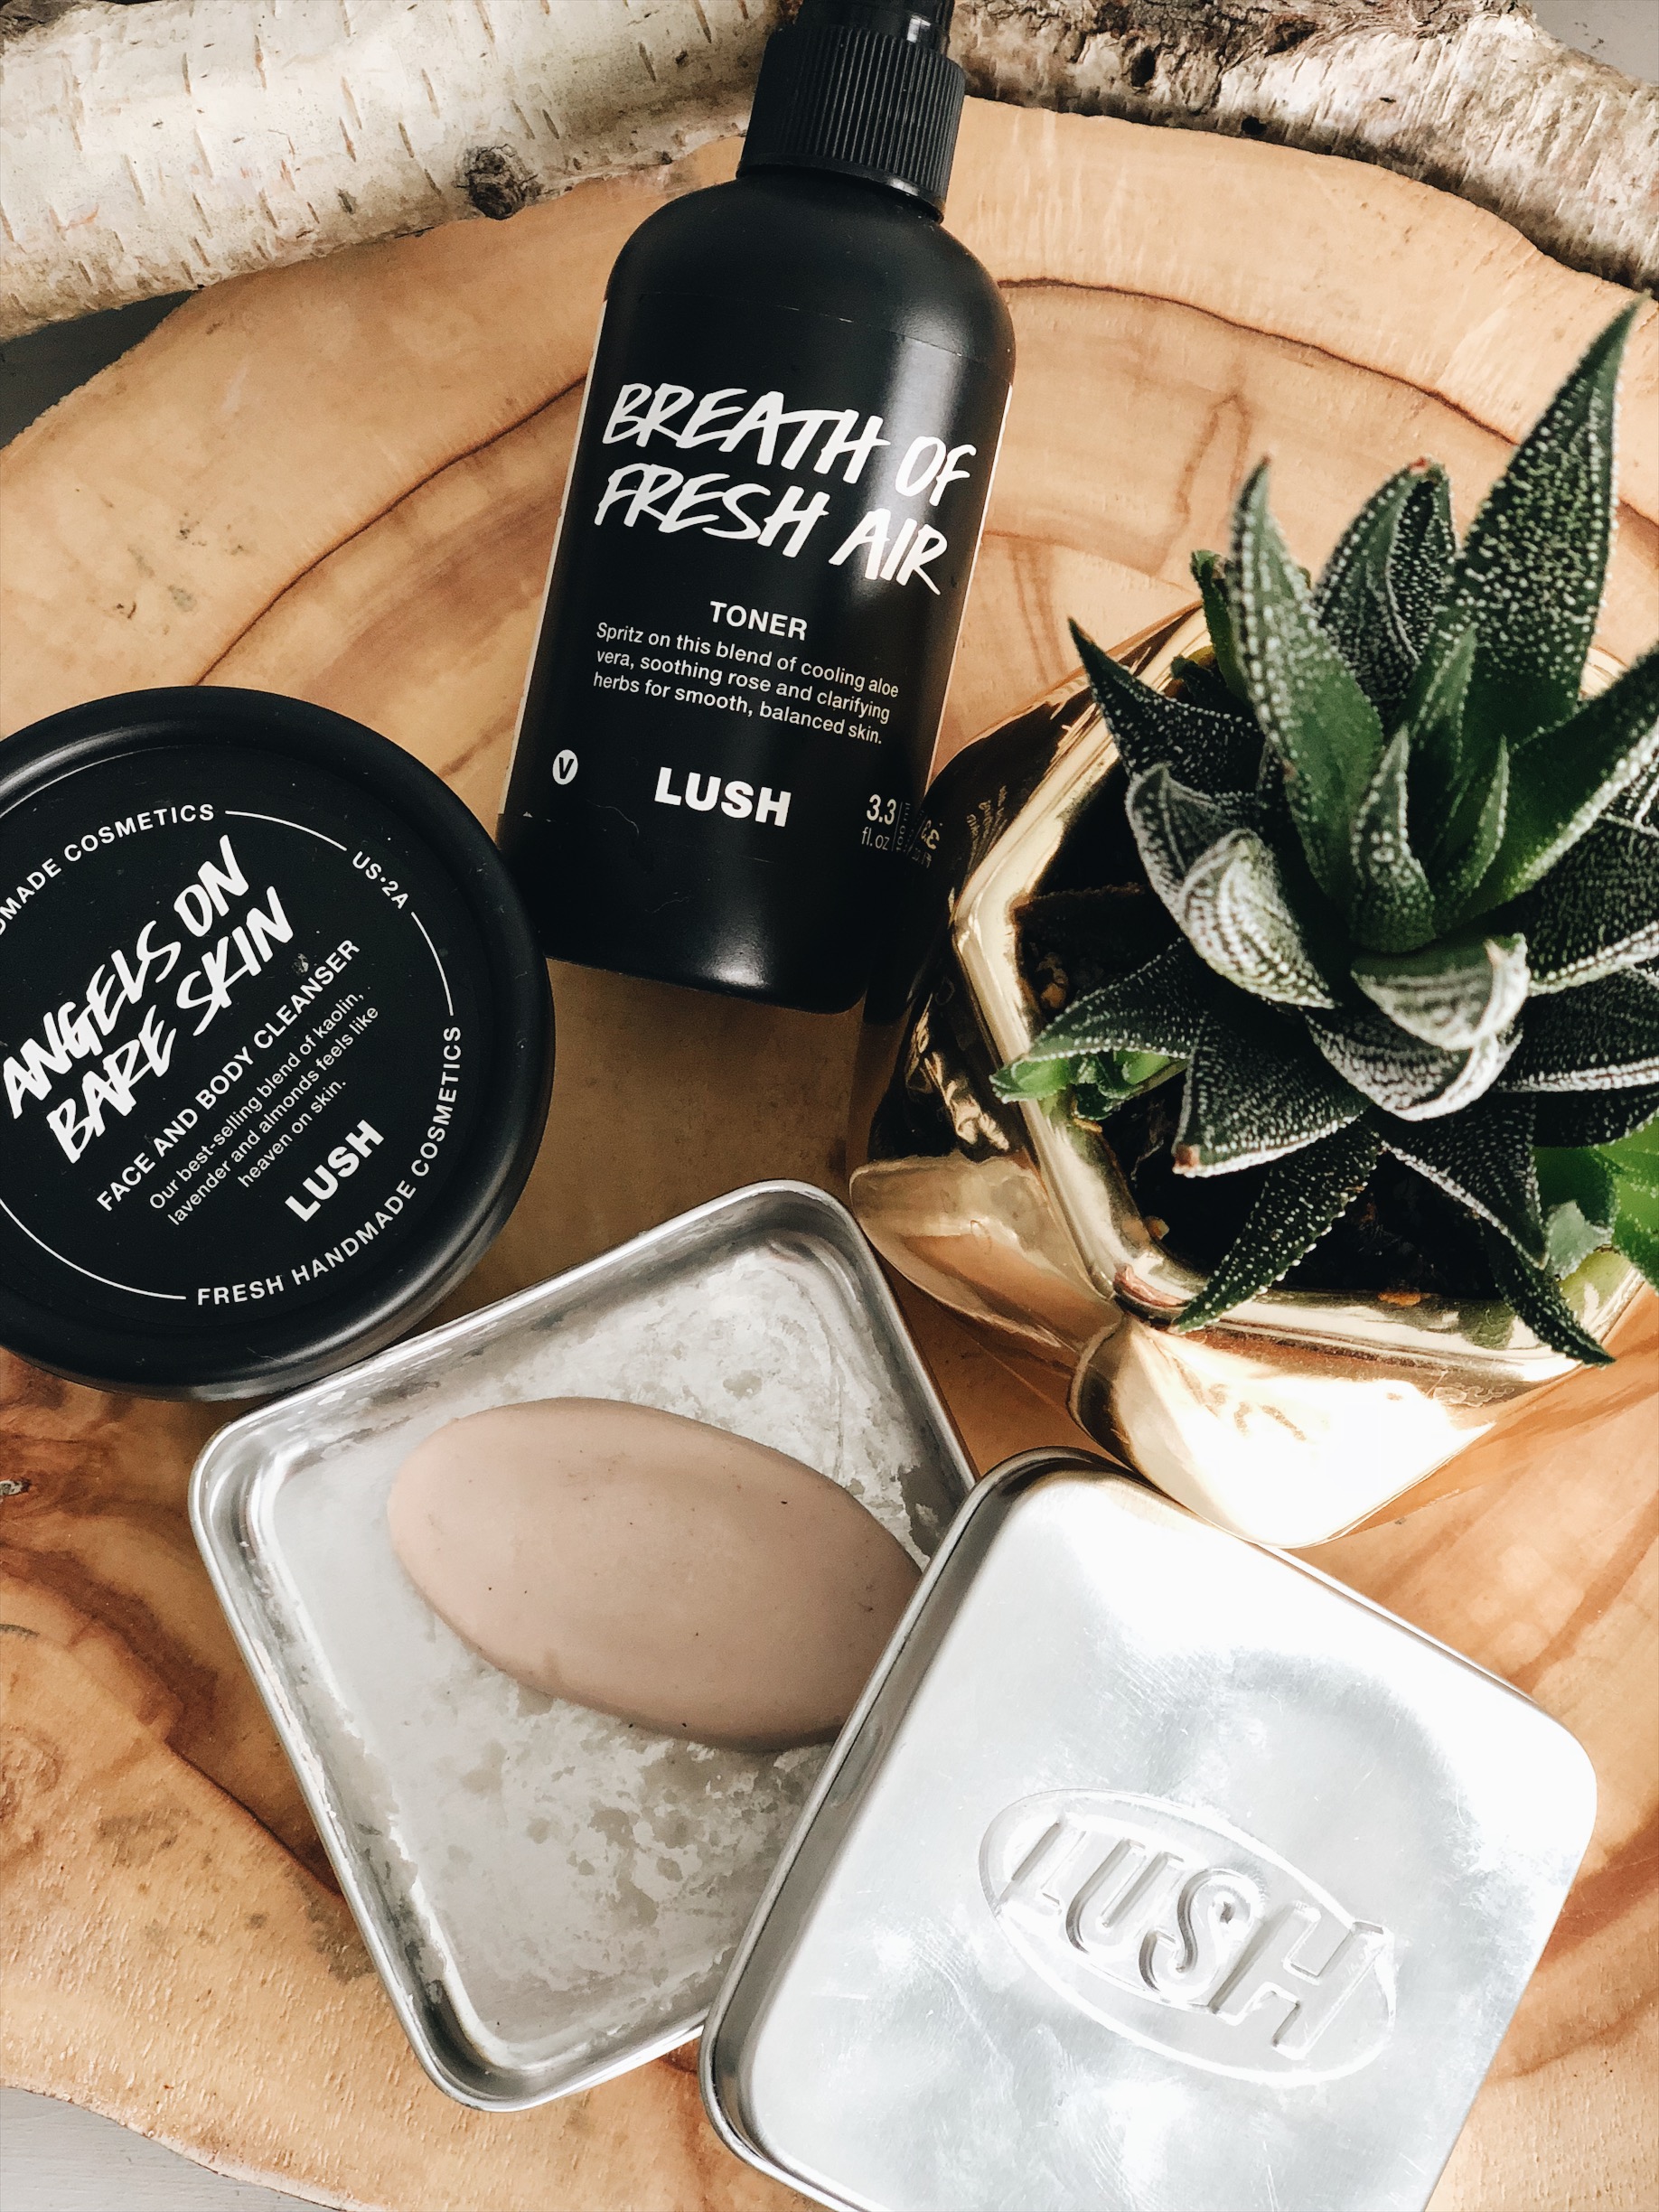 BREATH OF
FRESH AIR
TONER
Spritz on this blend of cooling aloe
vera, soothing rose and clarifying
herbs for smooth, balanced skin.
V
LUSH
3.3
fl.oz
US•2A
ANGELS ON
BARE SKIN
FACE AND BODY CLEANSER
Our best-selling blend of kaolin,
lavender and almonds feels like
heaven on skin.
LUSH
FRESH HANDMADE COSMETICS
COSMETICS
LUSH